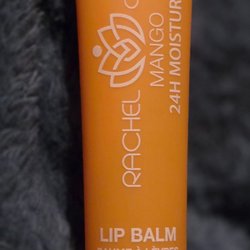 RACHEL
MANGO
24H MOISTUR
LIP BALM